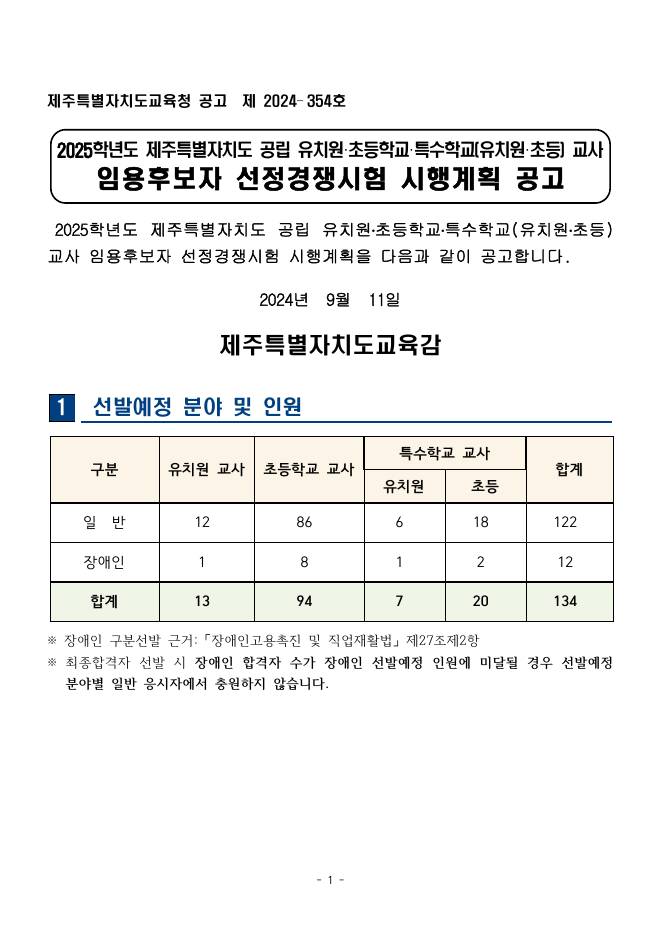 제주특별자치도교육청 공고 제 2024-354호
2025학년도 제주특별자치도 공립 유치원·초등학교·특수학교(유치원·초등) 교사
임용후보자 선정경쟁시험 시행계획 공고
2025학년도 제주특별자치도 공립 유치원·초등학교·특수학교(유치원·초등)
교사 임용후보자 선정경쟁시험 시행계획을 다음과 같이 공고합니다.
2024년 9월 11일
제주특별자치도교육감
1 선발예정 분야 및 인원
구분 유치원 교사 초등학교 교사 특수학교 교사 합계
유치원 초등
일 반 12 86 6 18 122
장애인 1 8 1 2 12
합계 13 94 7 20 134
※ 장애인 구분선발 근거:「장애인고용촉진 및 직업재활법」제27조제2항
※ 최종합격자 선발 시 장애인 합격자 수가 장애인 선발예정 인원에 미달될 경우 선발예정
분야별 일반 응시자에서 충원하지 않습니다.
- 1 -